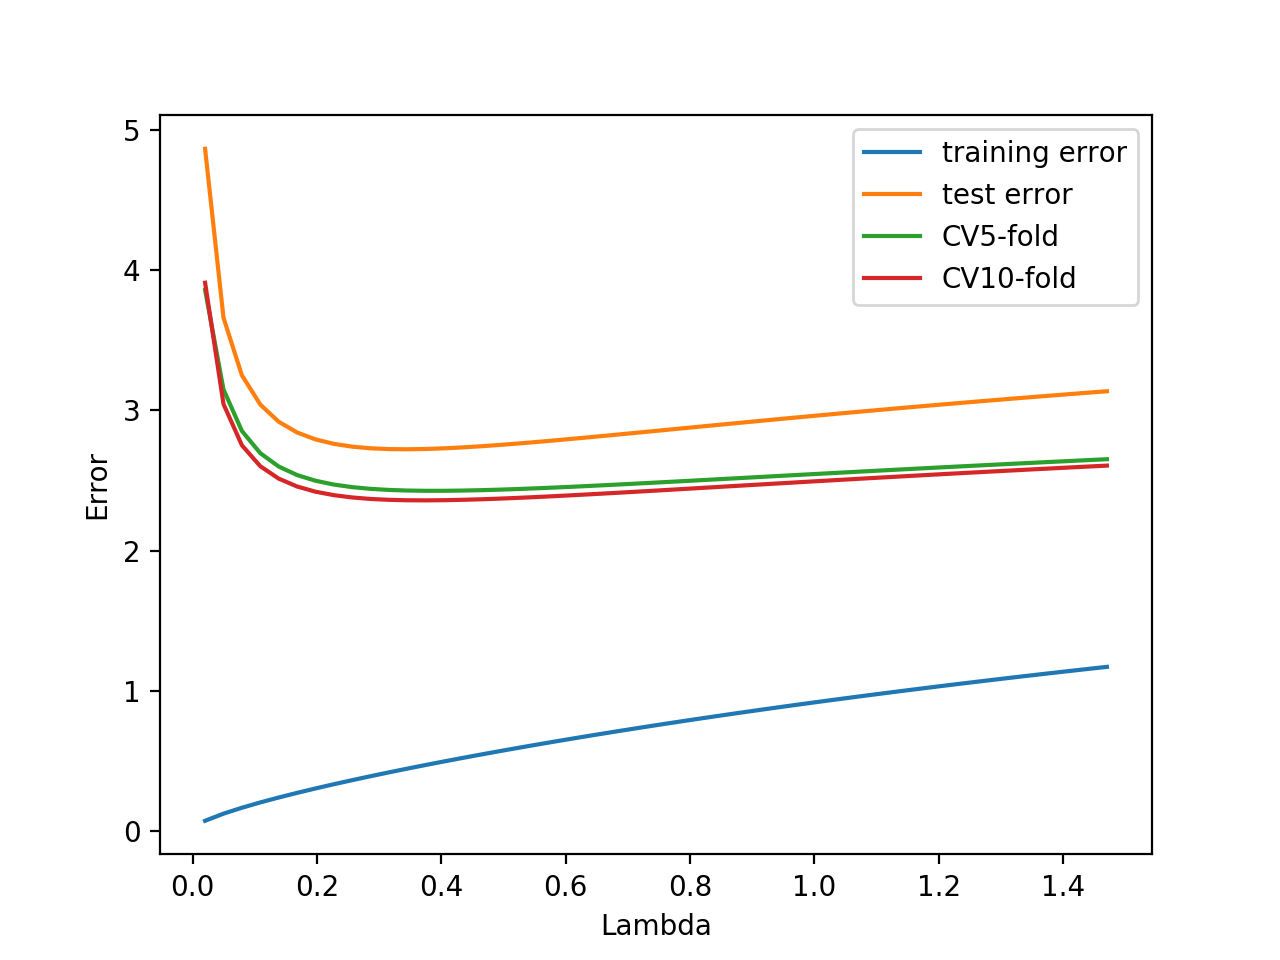 5
4
3
2
1
0
Error
0.0 0.2 0.4 0.6 0.8 1.0 1.2 1.4
Lambda
training error
test error
CV5-fold
CV10-fold